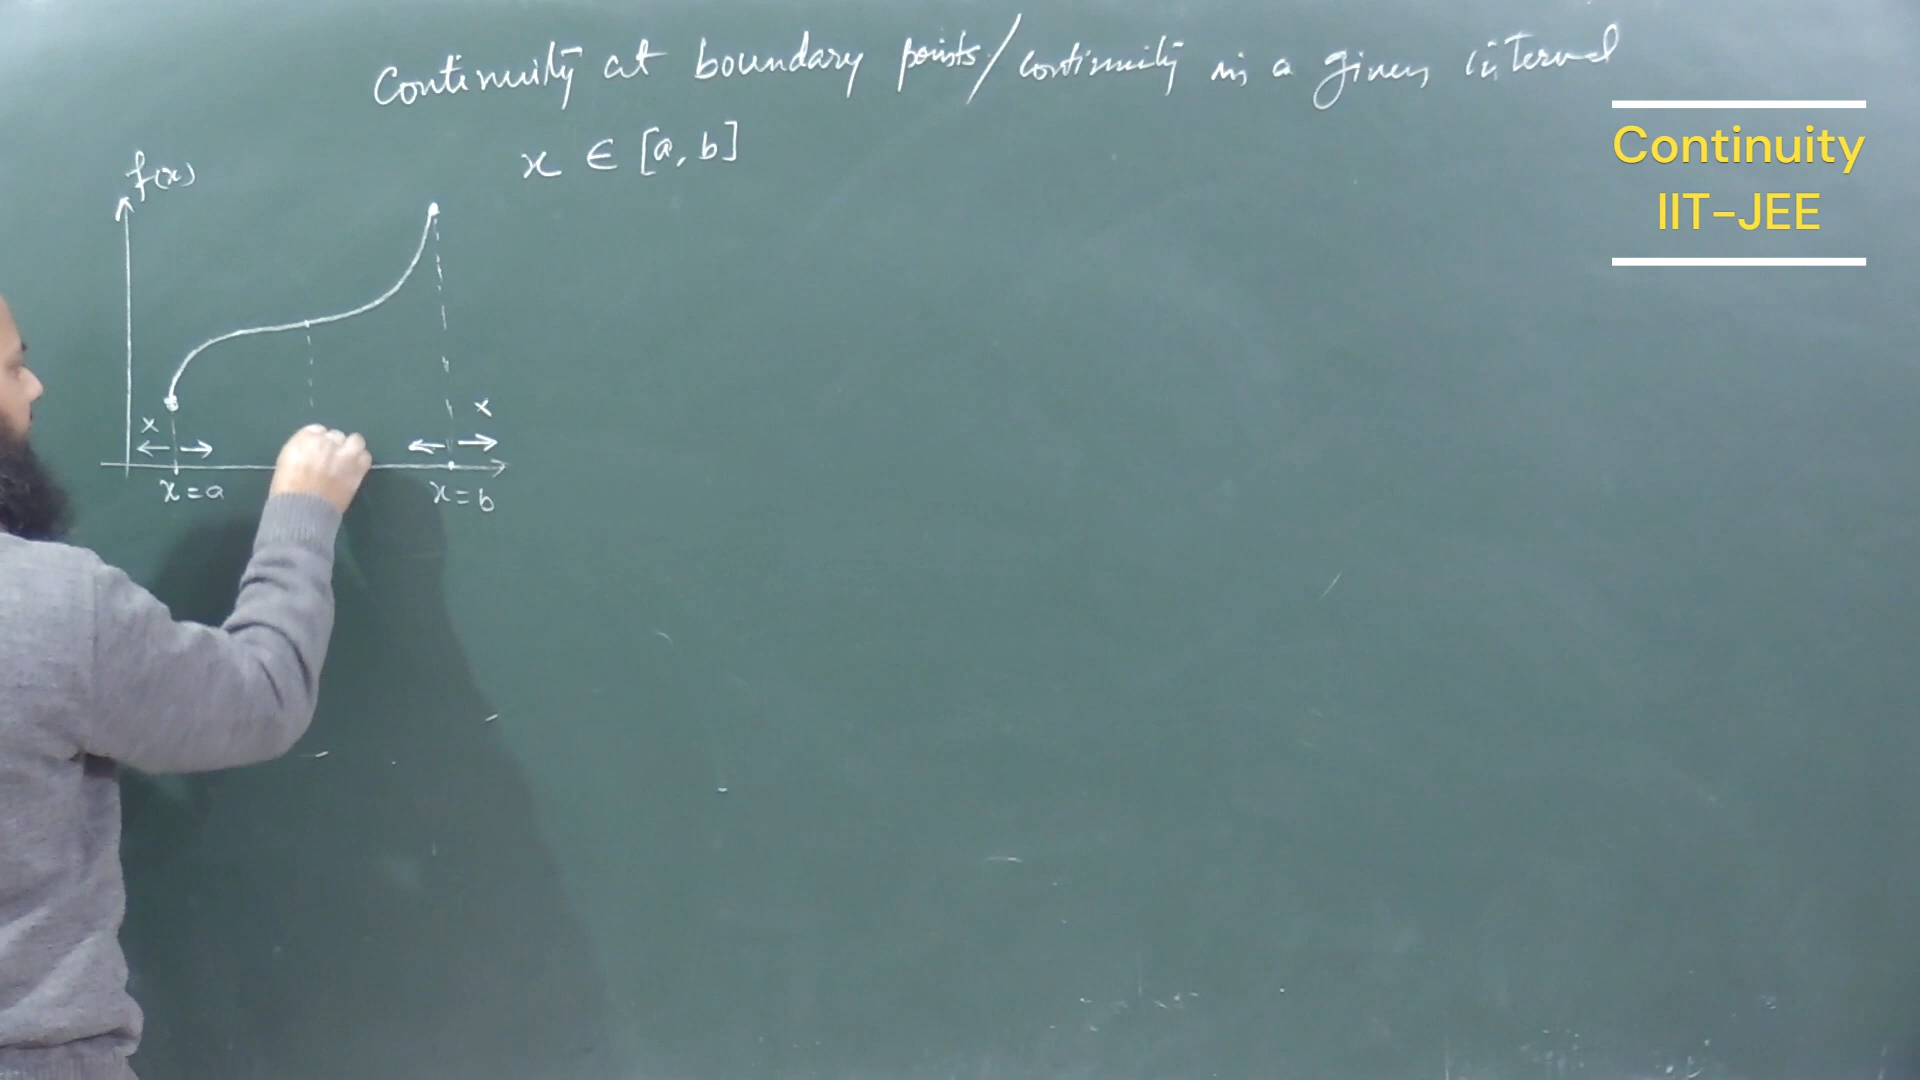 Continuity at boundary points/continuity in a given interval
Continuity
IIT-JEE
x ∈ [a, b]
f(x)
x
x
x = a
x = b